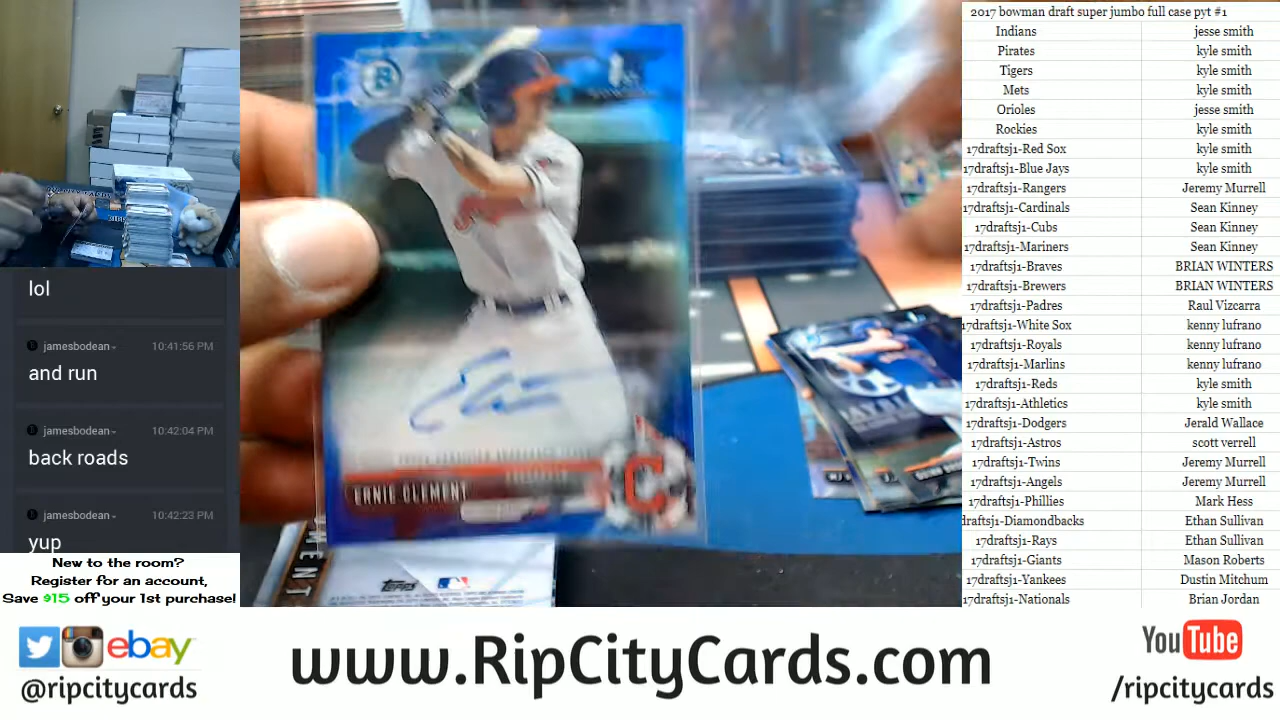 lol
jamesbodean 10:41:56 PM
and run
jamesbodean 10:42:04 PM
back roads
jamesbodean 10:42:23 PM
yup
New to the room?
Register for an account,
Save $15 off your 1st purchase!
ERNIE CLEMENT
C
MENT
Topps
2017 bowman draft super jumbo full case pyt #1
Indians jesse smith
Pirates kyle smith
Tigers kyle smith
Mets kyle smith
Orioles jesse smith
Rockies kyle smith
17draftsj1-Red Sox kyle smith
17draftsj1-Blue Jays kyle smith
17draftsj1-Rangers Jeremy Murrell
17draftsj1-Cardinals Sean Kinney
17draftsj1-Cubs Sean Kinney
17draftsj1-Mariners Sean Kinney
17draftsj1-Braves BRIAN WINTERS
17draftsj1-Brewers BRIAN WINTERS
17draftsj1-Padres Raul Vizcarra
17draftsj1-White Sox kenny lufrano
17draftsj1-Royals kenny lufrano
17draftsj1-Marlins kenny lufrano
17draftsj1-Reds kyle smith
17draftsj1-Athletics kyle smith
17draftsj1-Dodgers Jerald Wallace
17draftsj1-Astros scott verrell
17draftsj1-Twins Jeremy Murrell
17draftsj1-Angels Jeremy Murrell
17draftsj1-Phillies Mark Hess
draftsj1-Diamondbacks Ethan Sullivan
17draftsj1-Rays Ethan Sullivan
17draftsj1-Giants Mason Roberts
17draftsj1-Yankees Dustin Mitchum
17draftsj1-Nationals Brian Jordan
ebay
@ripcitycards
www.RipCityCards.com
YouTube
/ripcitycards